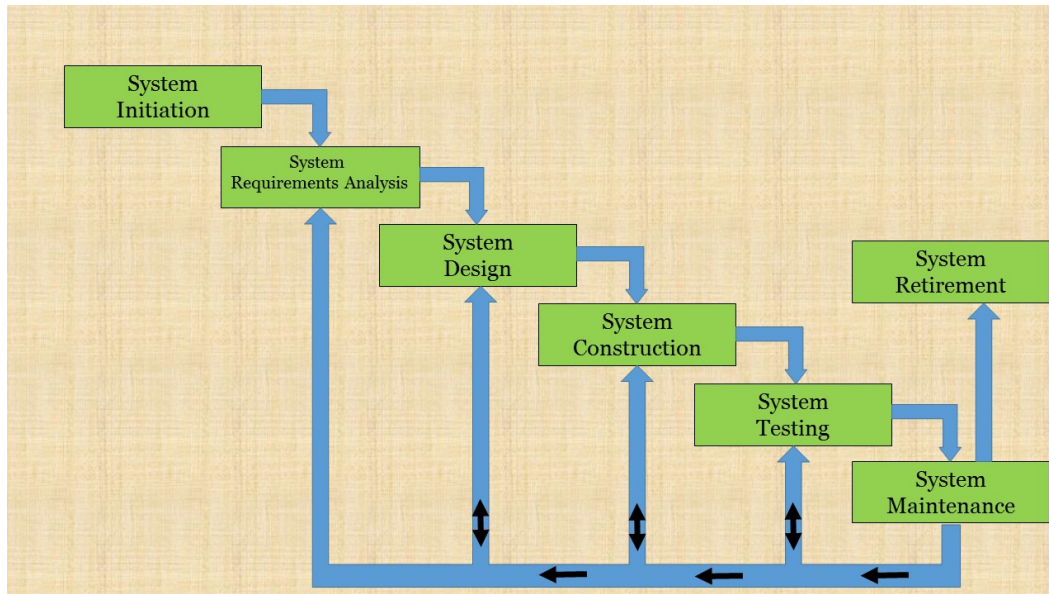 System
Initiation
System
Requirements Analysis
System
Design
System
Construction
System
Testing
System
Maintenance
System
Retirement